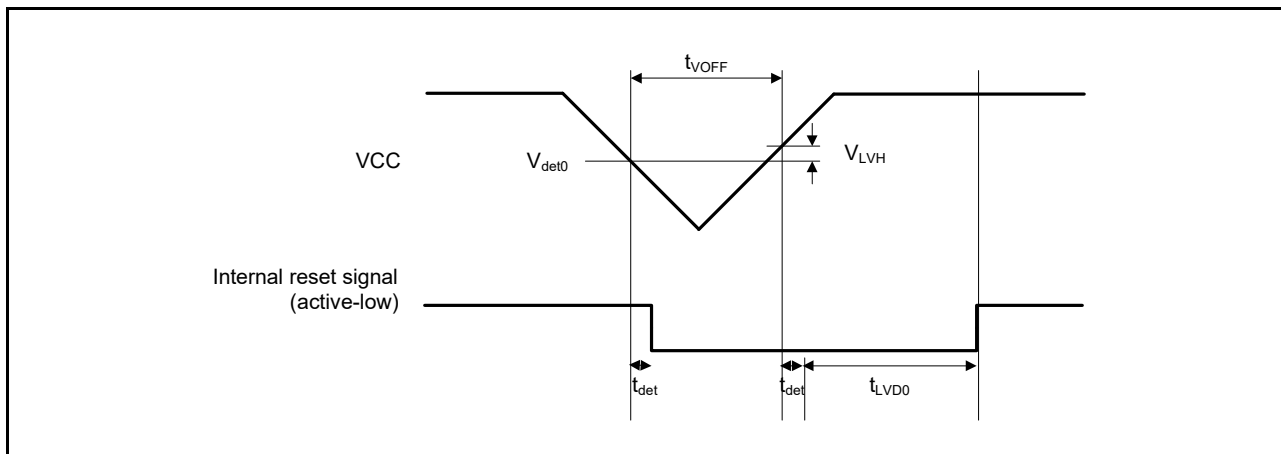 tVOFF
VCC
Vdet0
VLVH
Internal reset signal
(active-low)
tdet
tdet
tLVD0